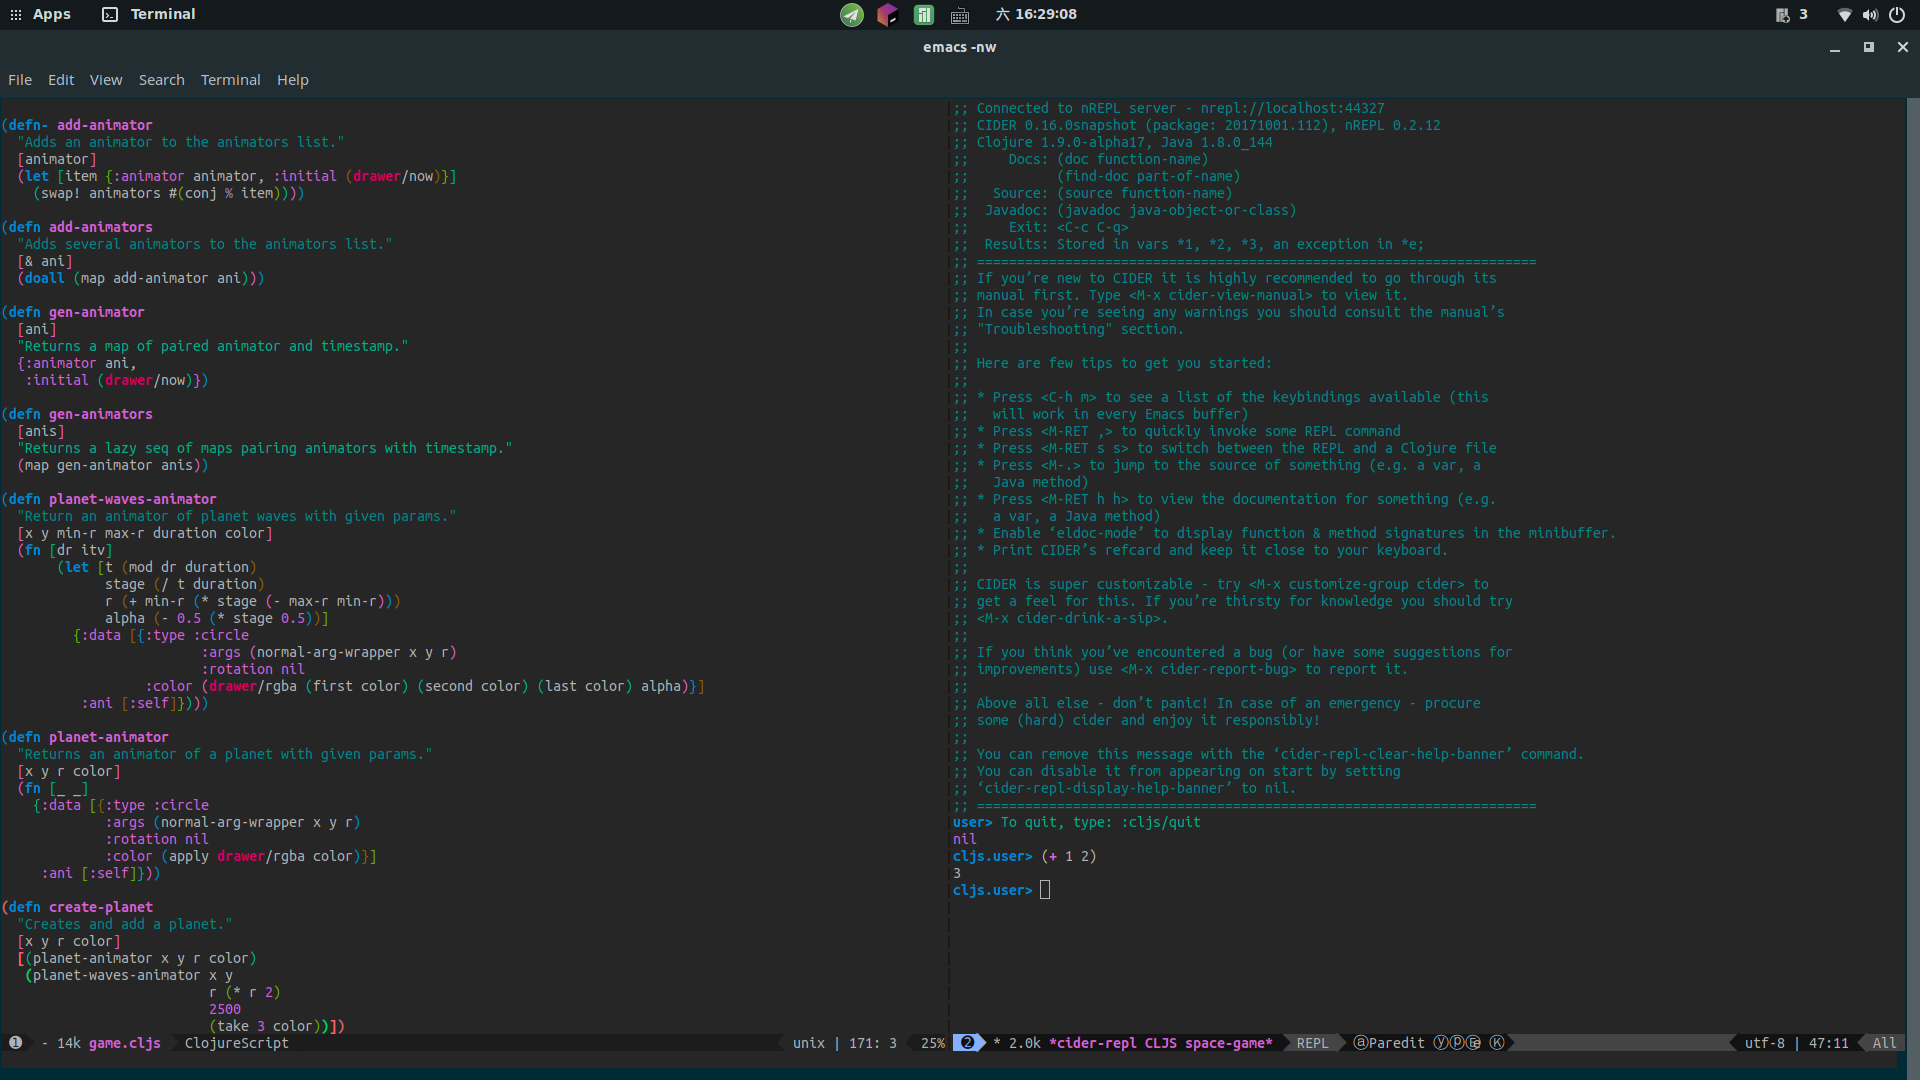 Apps Terminal 六 16:29:08 3
emacs -nw
File Edit View Search Terminal Help
(defn- add-animator
  "Adds an animator to the animators list."
  [animator]
  (let [item {:animator animator, :initial (drawer/now)}]
    (swap! animators #(conj % item))))

(defn add-animators
  "Adds several animators to the animators list."
  [& ani]
  (doall (map add-animator ani)))

(defn gen-animator
  [ani]
  "Returns a map of paired animator and timestamp."
  {:animator ani,
   :initial (drawer/now)})

(defn gen-animators
  [anis]
  "Returns a lazy seq of maps pairing animators with timestamp."
  (map gen-animator anis))

(defn planet-waves-animator
  "Return an animator of planet waves with given params."
  [x y min-r max-r duration color]
  (fn [dr itv]
       (let [t (mod dr duration)
             stage (/ t duration)
             r (+ min-r (* stage (- max-r min-r)))
             alpha (- 0.5 (* stage 0.5))]
         {:data [{:type :circle
                         :args (normal-arg-wrapper x y r)
                         :rotation nil
                  :color (drawer/rgba (first color) (second color) (last color) alpha)}]
          :ani [:self]})))

(defn planet-animator
  "Returns an animator of a planet with given params."
  [x y r color]
  (fn [_ _]
    {:data [{:type :circle
             :args (normal-arg-wrapper x y r)
             :rotation nil
             :color (apply drawer/rgba color)}]
     :ani [:self]}))

(defn create-planet
  "Creates and add a planet."
  [x y r color]
  [(planet-animator x y r color)
   (planet-waves-animator x y
                          r (* r 2)
                          2500
                          (take 3 color))])
1 - 14k game.cljs ClojureScript unix | 171: 3 25%
;; Connected to nREPL server - nrepl://localhost:44327
;; CIDER 0.16.0snapshot (package: 20171001.112), nREPL 0.2.12
;; Clojure 1.9.0-alpha17, Java 1.8.0_144
;;     Docs: (doc function-name)
;;           (find-doc part-of-name)
;;   Source: (source function-name)
;;  Javadoc: (javadoc java-object-or-class)
;;     Exit: <C-c C-q>
;;  Results: Stored in vars *1, *2, *3, an exception in *e;
;; ======================================================================
;; If you’re new to CIDER it is highly recommended to go through its
;; manual first. Type <M-x cider-view-manual> to view it.
;; In case you’re seeing any warnings you should consult the manual’s
;; "Troubleshooting" section.
;;
;; Here are few tips to get you started:
;;
;; * Press <C-h m> to see a list of the keybindings available (this
;;   will work in every Emacs buffer)
;; * Press <M-RET ,> to quickly invoke some REPL command
;; * Press <M-RET s s> to switch between the REPL and a Clojure file
;; * Press <M-.> to jump to the source of something (e.g. a var, a
;;   Java method)
;; * Press <M-RET h h> to view the documentation for something (e.g.
;;   a var, a Java method)
;; * Enable ‘eldoc-mode’ to display function & method signatures in the minibuffer.
;; * Print CIDER’s refcard and keep it close to your keyboard.
;;
;; CIDER is super customizable - try <M-x customize-group cider> to
;; get a feel for this. If you’re thirsty for knowledge you should try
;; <M-x cider-drink-a-sip>.
;;
;; If you think you’ve encountered a bug (or have some suggestions for
;; improvements) use <M-x cider-report-bug> to report it.
;;
;; Above all else - don’t panic! In case of an emergency - procure
;; some (hard) cider and enjoy it responsibly!
;;
;; You can remove this message with the ‘cider-repl-clear-help-banner’ command.
;; You can disable it from appearing on start by setting
;; ‘cider-repl-display-help-banner’ to nil.
;; ======================================================================
user> To quit, type: :cljs/quit
nil
cljs.user> (+ 1 2)
3
cljs.user>
2 * 2.0k *cider-repl CLJS space-game* REPL ⓐParedit ⓨⓟ Ⓚ utf-8 | 47:11 All